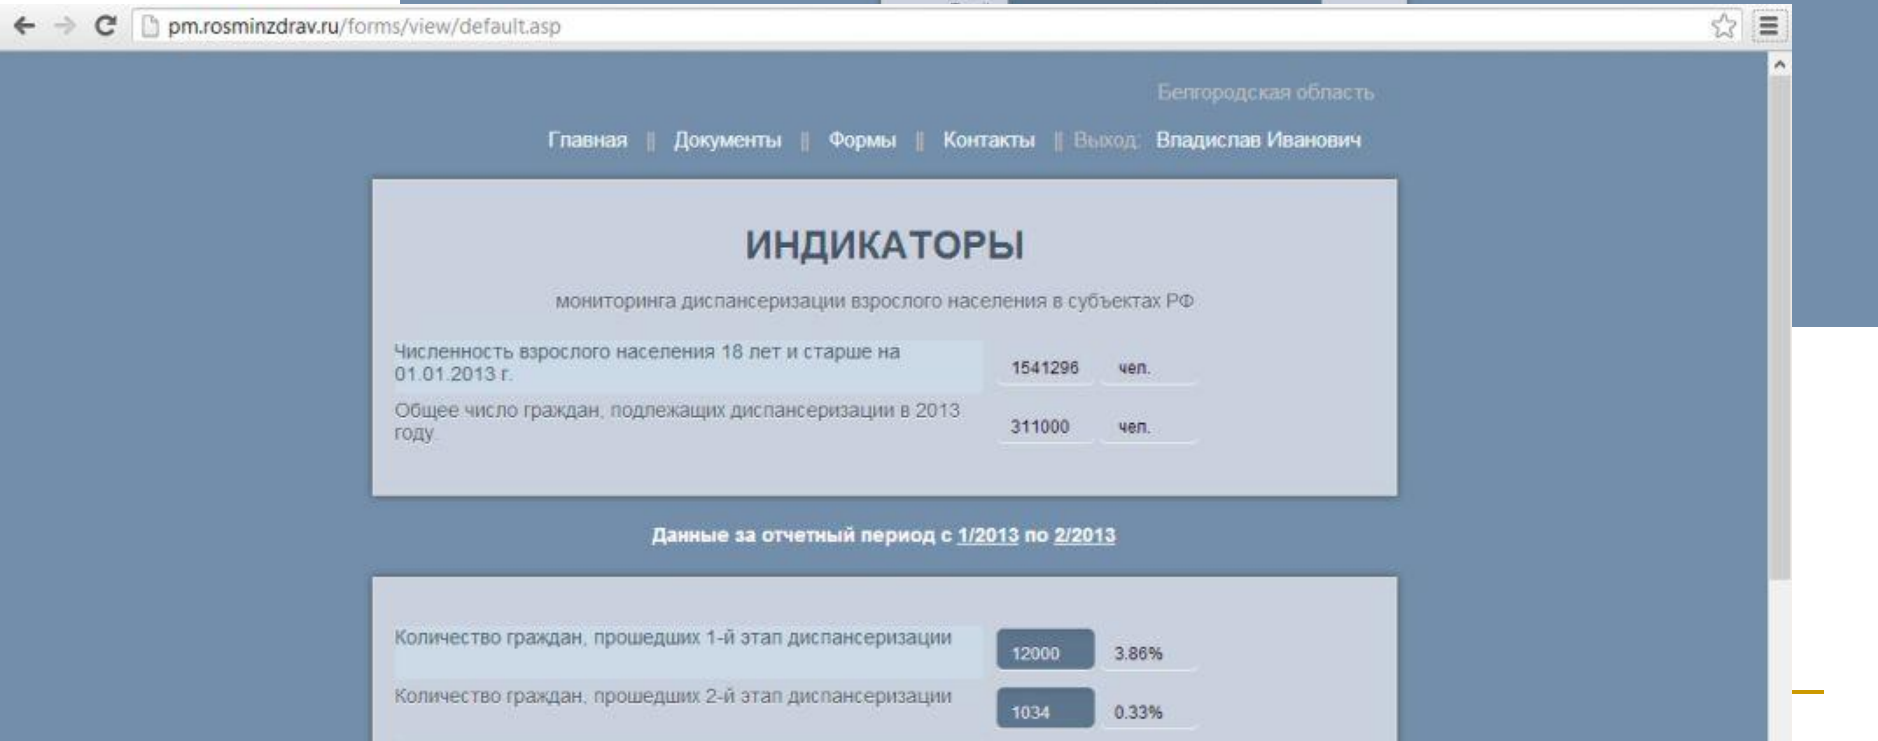 pm.rosminzdrav.ru/forms/view/default.asp
Белгородская область
Главная || Документы || Формы || Контакты || Выход: Владислав Иванович
ИНДИКАТОРЫ
мониторинга диспансеризации взрослого населения в субъектах РФ
Численность взрослого населения 18 лет и старше на
01.01.2013 г.
1541296 чел.
Общее число граждан, подлежащих диспансеризации в 2013
году.
311000 чел.
Данные за отчетный период с 1/2013 по 2/2013
Количество граждан, прошедших 1-й этап диспансеризации
12000 3.86%
Количество граждан, прошедших 2-й этап диспансеризации
1034 0.33%